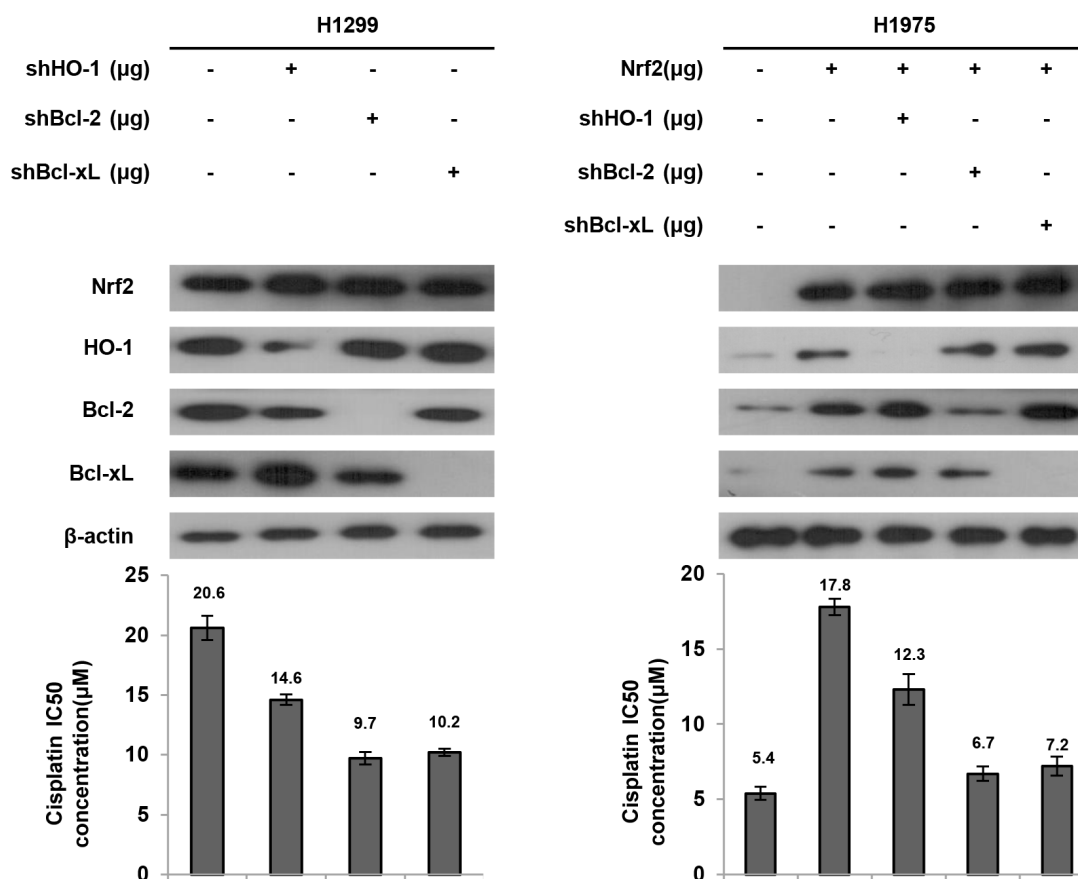 H1299
shHO-1 (μg) - + - -
shBcl-2 (μg) - - + -
shBcl-xL (μg) - - - +
Nrf2
HO-1
Bcl-2
Bcl-xL
β-actin
25
20
15
10
5
0
Cisplatin IC50
concentration(μM)
20.6
14.6
9.7
10.2
H1975
Nrf2(μg) - + + + +
shHO-1 (μg) - - + - -
shBcl-2 (μg) - - - + -
shBcl-xL (μg) - - - - +
20
15
10
5
0
Cisplatin IC50
concentration(μM)
5.4
17.8
12.3
6.7
7.2